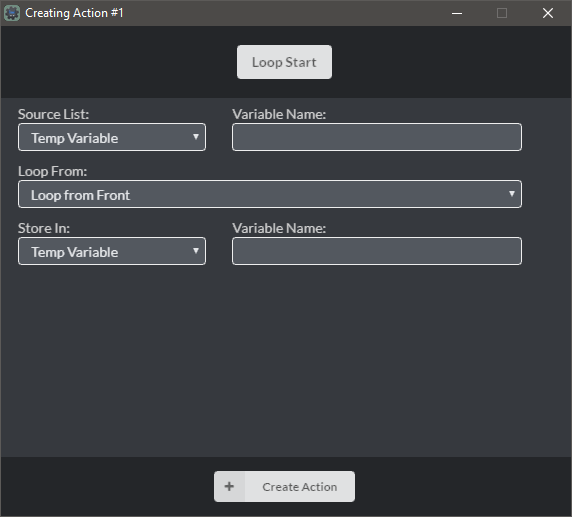 Creating Action #1
Loop Start
Source List: Variable Name:
Temp Variable
Loop From:
Loop from Front
Store In: Variable Name:
Temp Variable
+ Create Action